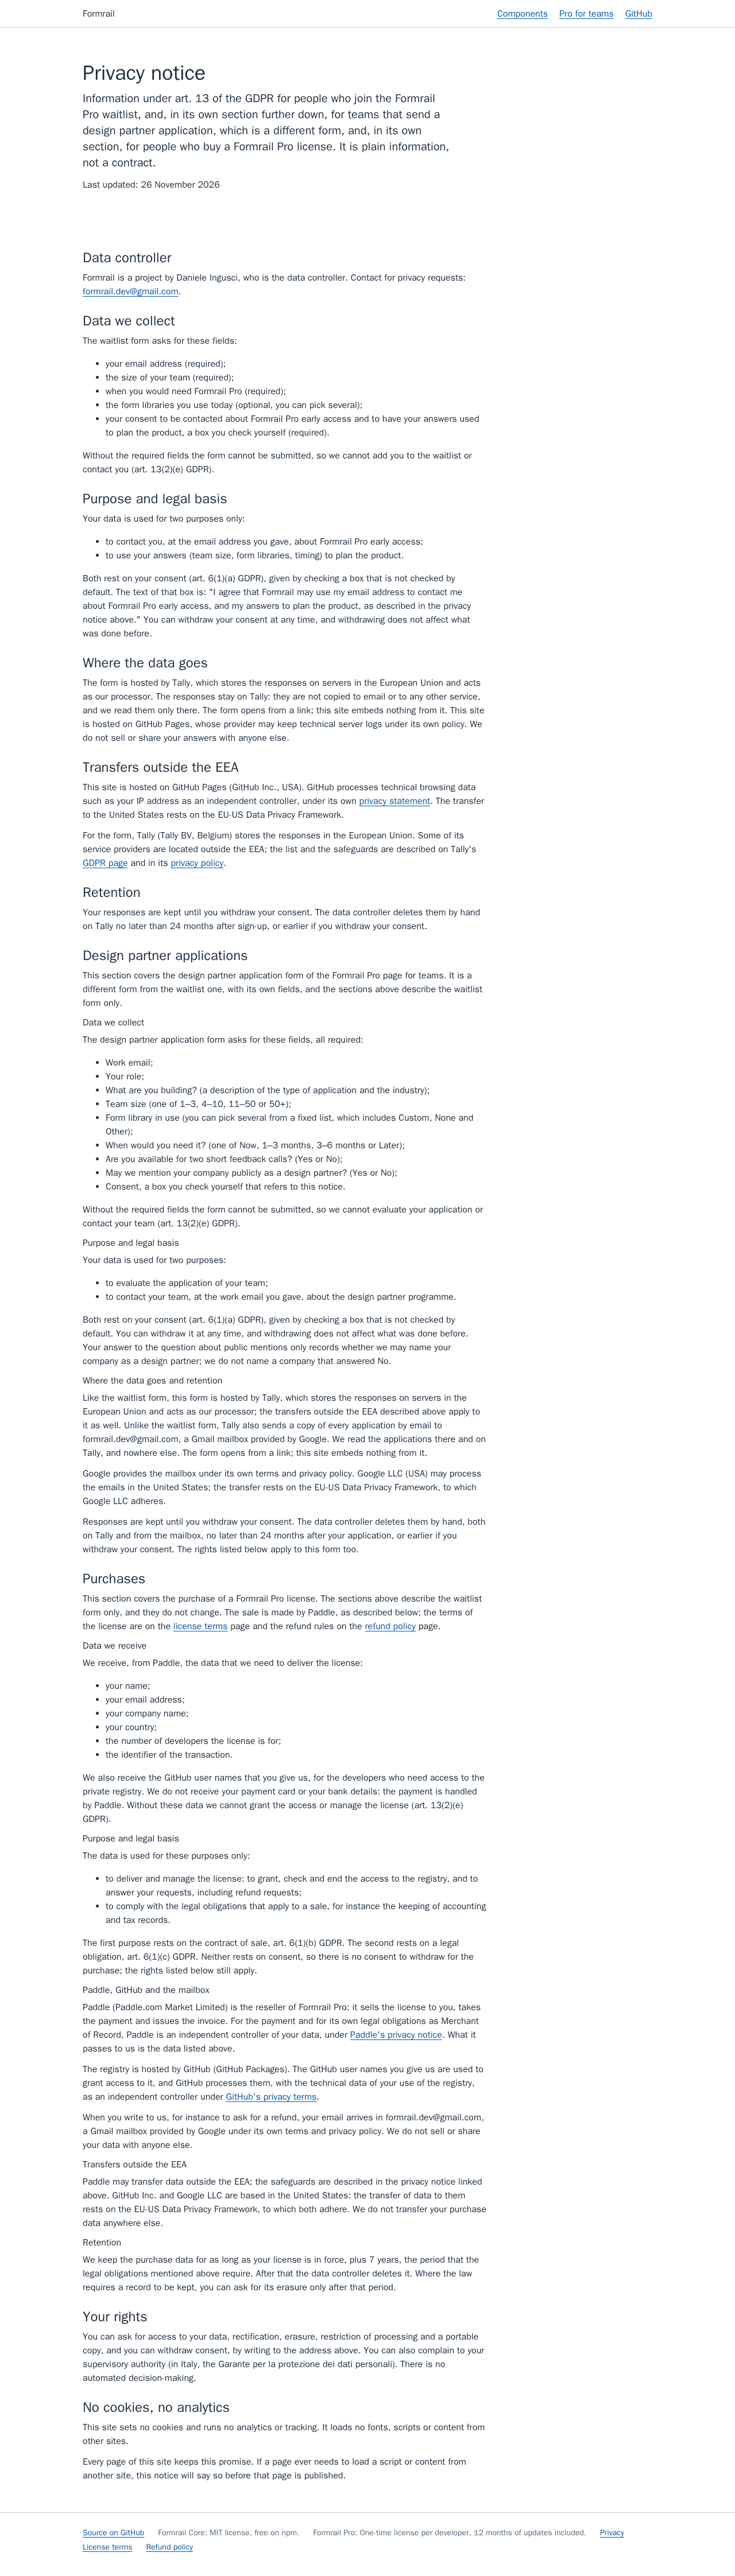 Formrail
Components Pro for teams GitHub
Privacy notice
Information under art. 13 of the GDPR for people who join the Formrail
Pro waitlist, and, in its own section further down, for teams that send a
design partner application, which is a different form, and, in its own
section, for people who buy a Formrail Pro license. It is plain information,
not a contract.
Last updated: 26 November 2026
Data controller
Formrail is a project by Daniele Ingusci, who is the data controller. Contact for privacy requests:
formrail.dev@gmail.com.
Data we collect
The waitlist form asks for these fields:
• your email address (required);
• the size of your team (required);
• when you would need Formrail Pro (required);
• the form libraries you use today (optional, you can pick several);
• your consent to be contacted about Formrail Pro early access and to have your answers used
to plan the product, a box you check yourself (required).
Without the required fields the form cannot be submitted, so we cannot add you to the waitlist or
contact you (art. 13(2)(e) GDPR).
Purpose and legal basis
Your data is used for two purposes only:
• to contact you, at the email address you gave, about Formrail Pro early access;
• to use your answers (team size, form libraries, timing) to plan the product.
Both rest on your consent (art. 6(1)(a) GDPR), given by checking a box that is not checked by
default. The text of that box is: "I agree that Formrail may use my email address to contact me
about Formrail Pro early access, and my answers to plan the product, as described in the privacy
notice above." You can withdraw your consent at any time, and withdrawing does not affect what
was done before.
Where the data goes
The form is hosted by Tally, which stores the responses on servers in the European Union and acts
as our processor. The responses stay on Tally: they are not copied to email or to any other service,
and we read them only there. The form opens from a link; this site embeds nothing from it. This site
is hosted on GitHub Pages, whose provider may keep technical server logs under its own policy. We
do not sell or share your answers with anyone else.
Transfers outside the EEA
This site is hosted on GitHub Pages (GitHub Inc., USA). GitHub processes technical browsing data
such as your IP address as an independent controller, under its own privacy statement. The transfer
to the United States rests on the EU-US Data Privacy Framework.
For the form, Tally (Tally BV, Belgium) stores the responses in the European Union. Some of its
service providers are located outside the EEA; the list and the safeguards are described on Tally's
GDPR page and in its privacy policy.
Retention
Your responses are kept until you withdraw your consent. The data controller deletes them by hand
on Tally no later than 24 months after sign-up, or earlier if you withdraw your consent.
Design partner applications
This section covers the design partner application form of the Formrail Pro page for teams. It is a
different form from the waitlist one, with its own fields, and the sections above describe the waitlist
form only.
Data we collect
The design partner application form asks for these fields, all required:
• Work email;
• Your role;
• What are you building? (a description of the type of application and the industry);
• Team size (one of 1–3, 4–10, 11–50 or 50+);
• Form library in use (you can pick several from a fixed list, which includes Custom, None and
Other);
• When would you need it? (one of Now, 1–3 months, 3–6 months or Later);
• Are you available for two short feedback calls? (Yes or No);
• May we mention your company publicly as a design partner? (Yes or No);
• Consent, a box you check yourself that refers to this notice.
Without the required fields the form cannot be submitted, so we cannot evaluate your application or
contact your team (art. 13(2)(e) GDPR).
Purpose and legal basis
Your data is used for two purposes:
• to evaluate the application of your team;
• to contact your team, at the work email you gave, about the design partner programme.
Both rest on your consent (art. 6(1)(a) GDPR), given by checking a box that is not checked by
default. You can withdraw it at any time, and withdrawing does not affect what was done before.
Your answer to the question about public mentions only records whether we may name your
company as a design partner; we do not name a company that answered No.
Where the data goes and retention
Like the waitlist form, this form is hosted by Tally, which stores the responses on servers in the
European Union and acts as our processor; the transfers outside the EEA described above apply to
it as well. Unlike the waitlist form, Tally also sends a copy of every application by email to
formrail.dev@gmail.com, a Gmail mailbox provided by Google. We read the applications there and on
Tally, and nowhere else. The form opens from a link; this site embeds nothing from it.
Google provides the mailbox under its own terms and privacy policy. Google LLC (USA) may process
the emails in the United States; the transfer rests on the EU-US Data Privacy Framework, to which
Google LLC adheres.
Responses are kept until you withdraw your consent. The data controller deletes them by hand, both
on Tally and from the mailbox, no later than 24 months after your application, or earlier if you
withdraw your consent. The rights listed below apply to this form too.
Purchases
This section covers the purchase of a Formrail Pro license. The sections above describe the waitlist
form only, and they do not change. The sale is made by Paddle, as described below; the terms of
the license are on the license terms page and the refund rules on the refund policy page.
Data we receive
We receive, from Paddle, the data that we need to deliver the license:
• your name;
• your email address;
• your company name;
• your country;
• the number of developers the license is for;
• the identifier of the transaction.
We also receive the GitHub user names that you give us, for the developers who need access to the
private registry. We do not receive your payment card or your bank details: the payment is handled
by Paddle. Without these data we cannot grant the access or manage the license (art. 13(2)(e)
GDPR).
Purpose and legal basis
The data is used for these purposes only:
• to deliver and manage the license: to grant, check and end the access to the registry, and to
answer your requests, including refund requests;
• to comply with the legal obligations that apply to a sale, for instance the keeping of accounting
and tax records.
The first purpose rests on the contract of sale, art. 6(1)(b) GDPR. The second rests on a legal
obligation, art. 6(1)(c) GDPR. Neither rests on consent, so there is no consent to withdraw for the
purchase; the rights listed below still apply.
Paddle, GitHub and the mailbox
Paddle (Paddle.com Market Limited) is the reseller of Formrail Pro: it sells the license to you, takes
the payment and issues the invoice. For the payment and for its own legal obligations as Merchant
of Record, Paddle is an independent controller of your data, under Paddle's privacy notice. What it
passes to us is the data listed above.
The registry is hosted by GitHub (GitHub Packages). The GitHub user names you give us are used to
grant access to it, and GitHub processes them, with the technical data of your use of the registry,
as an independent controller under GitHub's privacy terms.
When you write to us, for instance to ask for a refund, your email arrives in formrail.dev@gmail.com,
a Gmail mailbox provided by Google under its own terms and privacy policy. We do not sell or share
your data with anyone else.
Transfers outside the EEA
Paddle may transfer data outside the EEA; the safeguards are described in the privacy notice linked
above. GitHub Inc. and Google LLC are based in the United States: the transfer of data to them
rests on the EU-US Data Privacy Framework, to which both adhere. We do not transfer your purchase
data anywhere else.
Retention
We keep the purchase data for as long as your license is in force, plus 7 years, the period that the
legal obligations mentioned above require. After that the data controller deletes it. Where the law
requires a record to be kept, you can ask for its erasure only after that period.
Your rights
You can ask for access to your data, rectification, erasure, restriction of processing and a portable
copy, and you can withdraw consent, by writing to the address above. You can also complain to your
supervisory authority (in Italy, the Garante per la protezione dei dati personali). There is no
automated decision-making.
No cookies, no analytics
This site sets no cookies and runs no analytics or tracking. It loads no fonts, scripts or content from
other sites.
Every page of this site keeps this promise. If a page ever needs to load a script or content from
another site, this notice will say so before that page is published.
Source on GitHub Formrail Core: MIT license, free on npm. Formrail Pro: One-time license per developer, 12 months of updates included. Privacy
License terms Refund policy